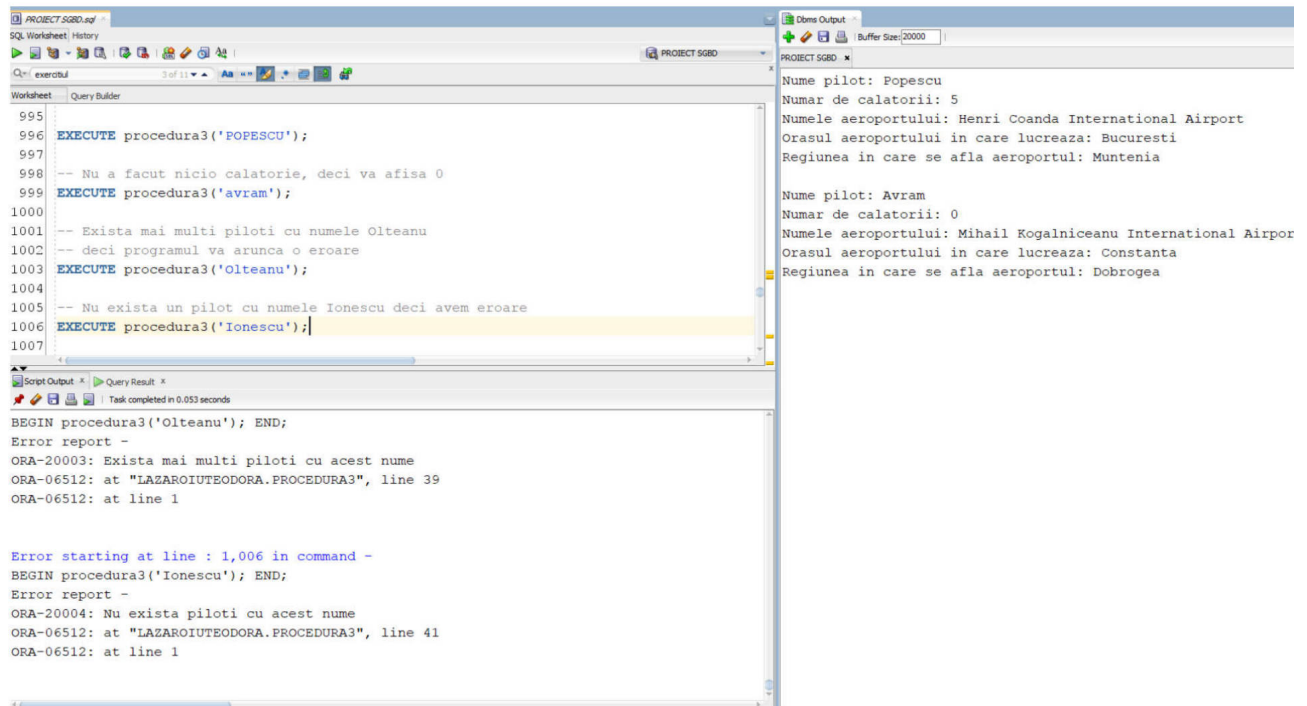 PROIECT SGBD.sql
SQL Worksheet History
PROIECT SGBD
exercitiul 3 of 11
Worksheet Query Builder
995
996 EXECUTE procedura3('POPESCU');
997
998 -- Nu a facut nicio calatorie, deci va afisa 0
999 EXECUTE procedura3('avram');
1000
1001 -- Exista mai multi piloti cu numele Olteanu
1002 -- deci programul va arunca o eroare
1003 EXECUTE procedura3('Olteanu');
1004
1005 -- Nu exista un pilot cu numele Ionescu deci avem eroare
1006 EXECUTE procedura3('Ionescu');
1007
Script Output x Query Result x
Task completed in 0.053 seconds
BEGIN procedura3('Olteanu'); END;
Error report -
ORA-20003: Exista mai multi piloti cu acest nume
ORA-06512: at "LAZAROIUTEODORA.PROCEDURA3", line 39
ORA-06512: at line 1
Error starting at line : 1,006 in command -
BEGIN procedura3('Ionescu'); END;
Error report -
ORA-20004: Nu exista piloti cu acest nume
ORA-06512: at "LAZAROIUTEODORA.PROCEDURA3", line 41
ORA-06512: at line 1
Dbms Output
Buffer Size: 20000
PROIECT SGBD x
Nume pilot: Popescu
Numar de calatorii: 5
Numele aeroportului: Henri Coanda International Airport
Orasul aeroportului in care lucreaza: Bucuresti
Regiunea in care se afla aeroportul: Muntenia
Nume pilot: Avram
Numar de calatorii: 0
Numele aeroportului: Mihail Kogalniceanu International Airpor
Orasul aeroportului in care lucreaza: Constanta
Regiunea in care se afla aeroportul: Dobrogea